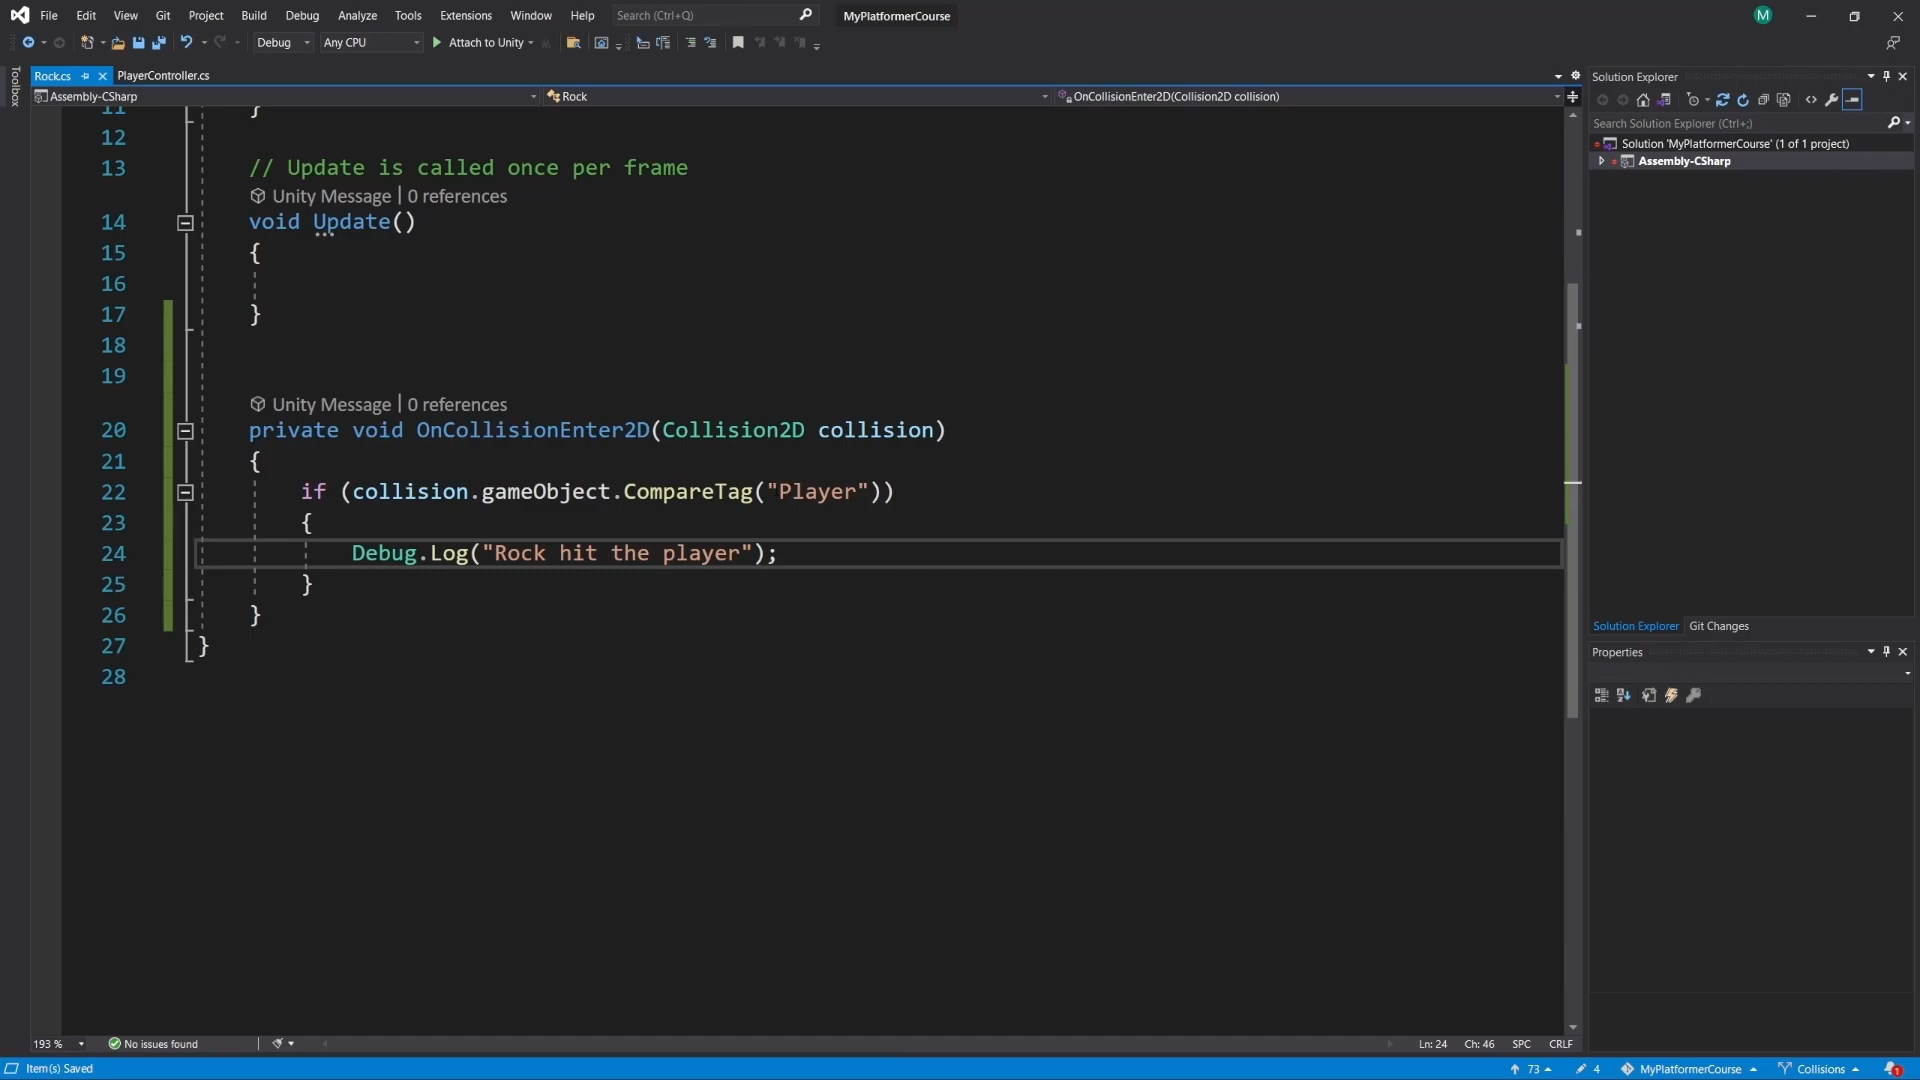 File Edit View Git Project Build Debug Analyze Tools Extensions Window Help Search (Ctrl+Q) MyPlatformerCourse M
Debug Any CPU Attach to Unity
Toolbox
Rock.cs PlayerController.cs
Assembly-CSharp Rock OnCollisionEnter2D(Collision2D collision)
11 }
12
13 // Update is called once per frame
Unity Message | 0 references
14 void Update()
15 {
16
17 }
18
19
Unity Message | 0 references
20 private void OnCollisionEnter2D(Collision2D collision)
21 {
22 if (collision.gameObject.CompareTag("Player"))
23 {
24 Debug.Log("Rock hit the player");
25 }
26 }
27 }
28
193 % No issues found Ln: 24 Ch: 46 SPC CRLF
Solution Explorer
Search Solution Explorer (Ctrl+;)
Solution 'MyPlatformerCourse' (1 of 1 project)
Assembly-CSharp
Solution Explorer Git Changes
Properties
Item(s) Saved 73 4 MyPlatformerCourse Collisions 1